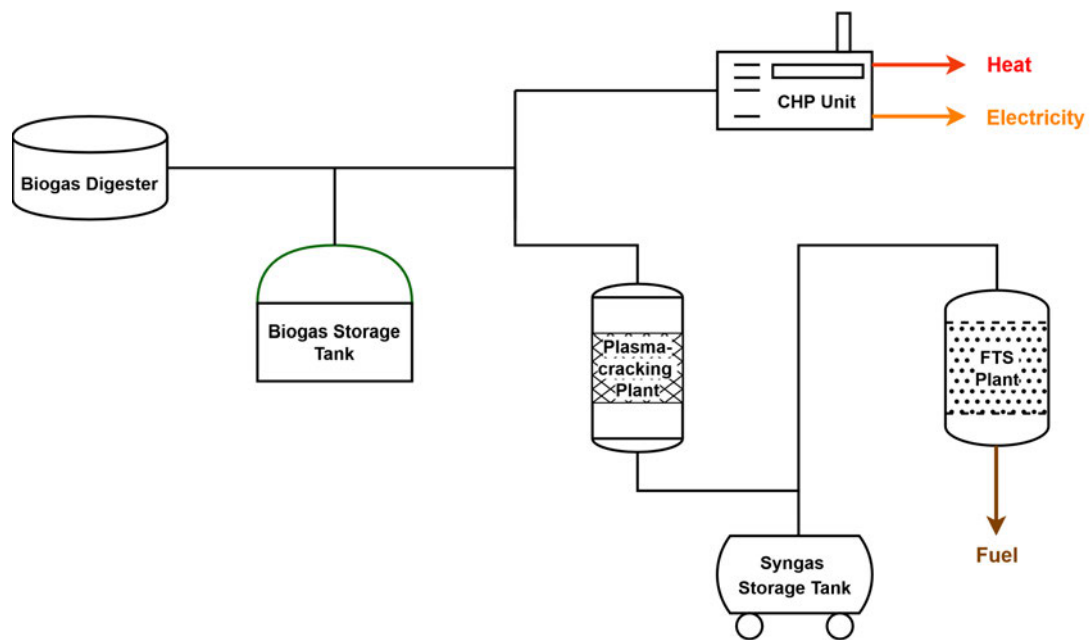 Heat
CHP Unit
Electricity
Biogas Digester
Biogas Storage
Tank
Plasma-
cracking
Plant
FTS
Plant
Fuel
Syngas
Storage Tank